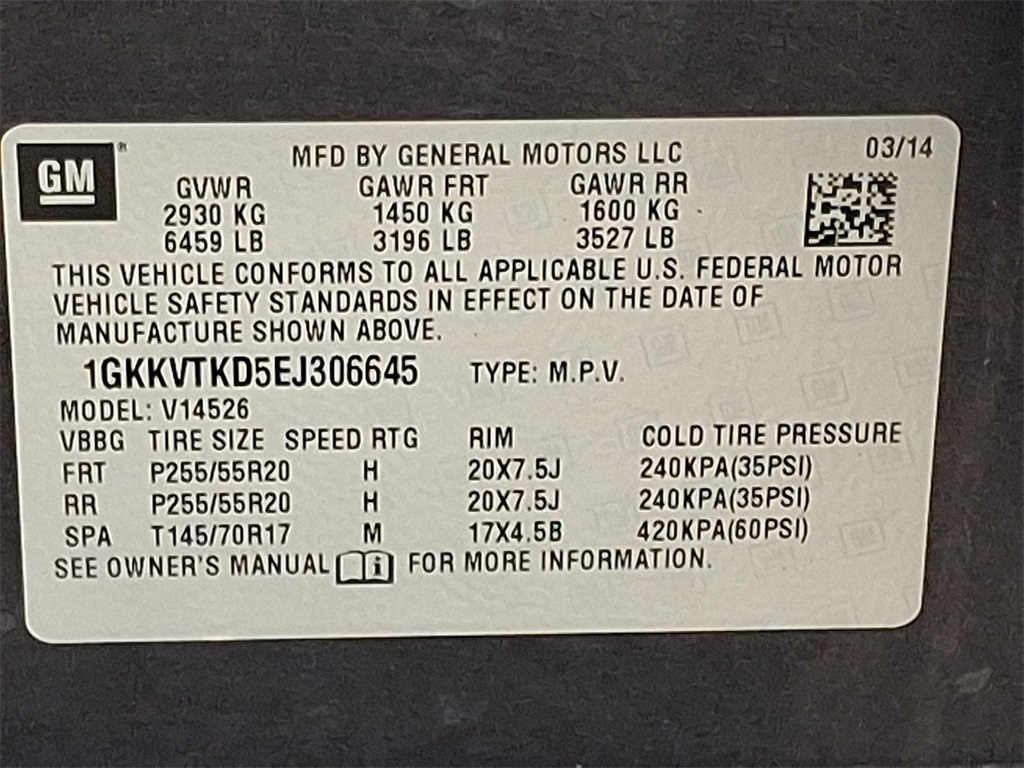 GM ®
MFD BY GENERAL MOTORS LLC 03/14
GVWR GAWR FRT GAWR RR
2930 KG 1450 KG 1600 KG
6459 LB 3196 LB 3527 LB
THIS VEHICLE CONFORMS TO ALL APPLICABLE U.S. FEDERAL MOTOR
VEHICLE SAFETY STANDARDS IN EFFECT ON THE DATE OF
MANUFACTURE SHOWN ABOVE.
1GKKVTKD5EJ306645 TYPE: M.P.V.
MODEL: V14526
VBBG TIRE SIZE SPEED RTG RIM COLD TIRE PRESSURE
FRT P255/55R20 H 20X7.5J 240KPA(35PSI)
RR P255/55R20 H 20X7.5J 240KPA(35PSI)
SPA T145/70R17 M 17X4.5B 420KPA(60PSI)
SEE OWNER'S MANUAL i FOR MORE INFORMATION.